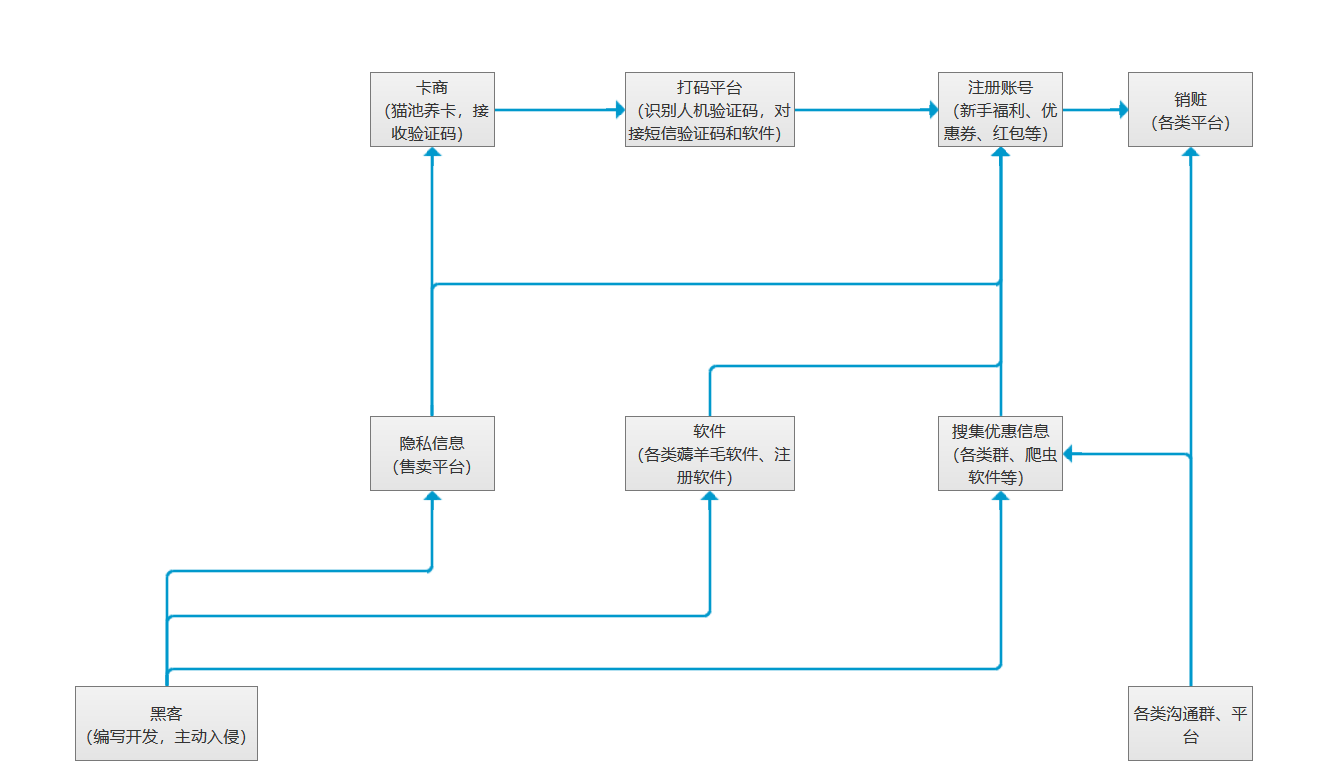 卡商
（猫池养卡，接
收验证码）
打码平台
（识别人机验证码，对
接短信验证码和软件）
注册账号
（新手福利、优
惠券、红包等）
销赃
（各类平台）
隐私信息
（售卖平台）
软件
（各类薅羊毛软件、注
册软件）
搜集优惠信息
（各类群、爬虫
软件等）
黑客
（编写开发，主动入侵）
各类沟通群、平
台